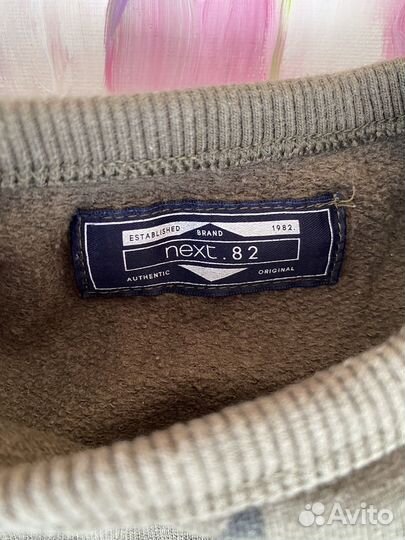 ESTABLISHED BRAND 1982.
next.82
AUTHENTIC ORIGINAL
Avito